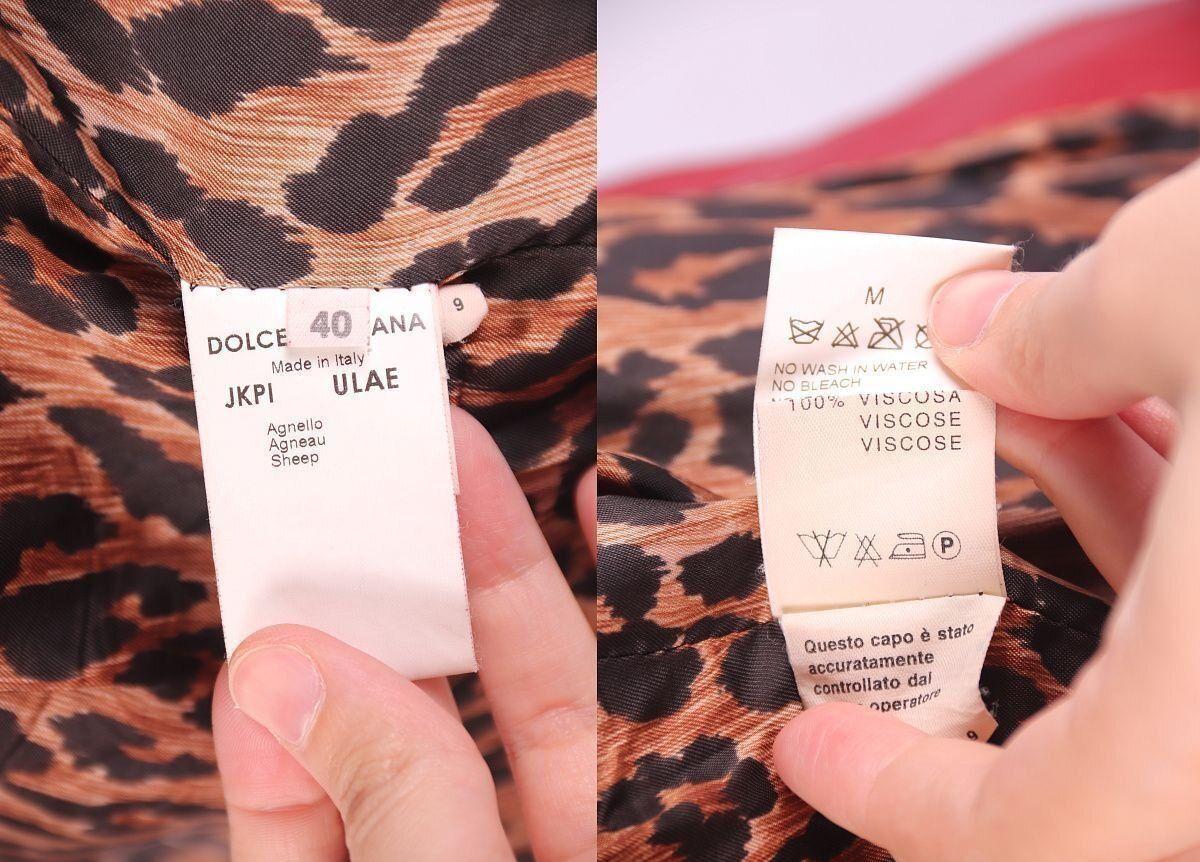 DOLCE 40 ANA
9
Made in Italy
JKPI ULAE
Agnello
Agneau
Sheep
M
NO WASH IN WATER
NO BLEACH
100% VISCOSA
VISCOSE
VISCOSE
P
Questo capo è stato
accuratamente
controllato dal
operatore
9